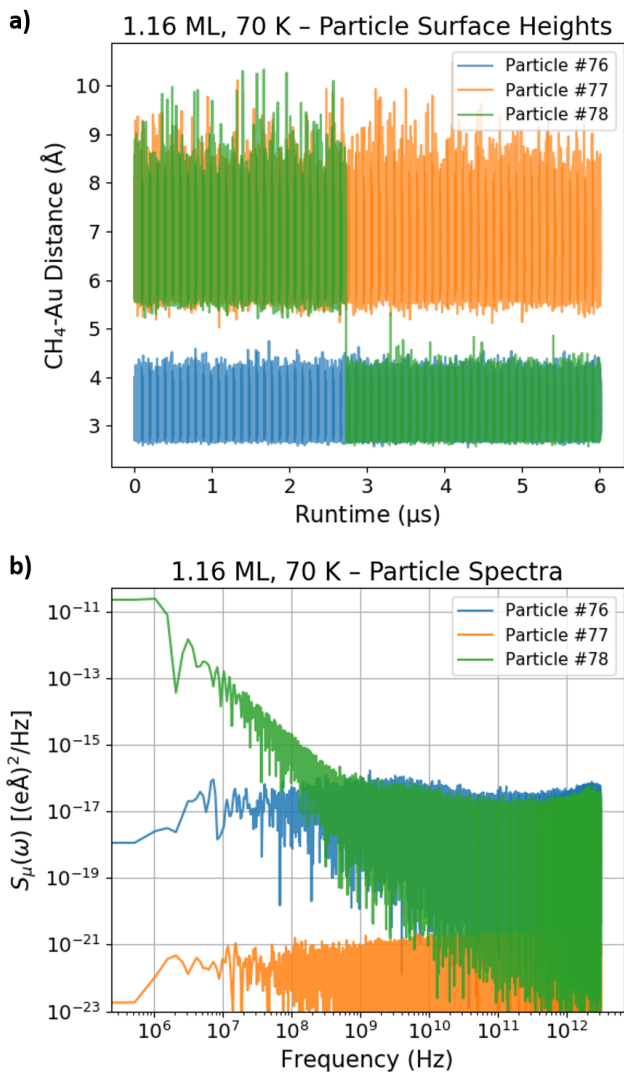 a)
1.16 ML, 70 K – Particle Surface Heights
Particle #76
Particle #77
Particle #78
10
9
8
7
6
5
4
3
CH₄-Au Distance (Å)
0 1 2 3 4 5 6
Runtime (μs)
b)
1.16 ML, 70 K – Particle Spectra
Particle #76
Particle #77
Particle #78
10⁻¹¹
10⁻¹³
10⁻¹⁵
10⁻¹⁷
10⁻¹⁹
10⁻²¹
10⁻²³
Sμ(ω) [(eÅ)²/Hz]
10⁶ 10⁷ 10⁸ 10⁹ 10¹⁰ 10¹¹ 10¹²
Frequency (Hz)